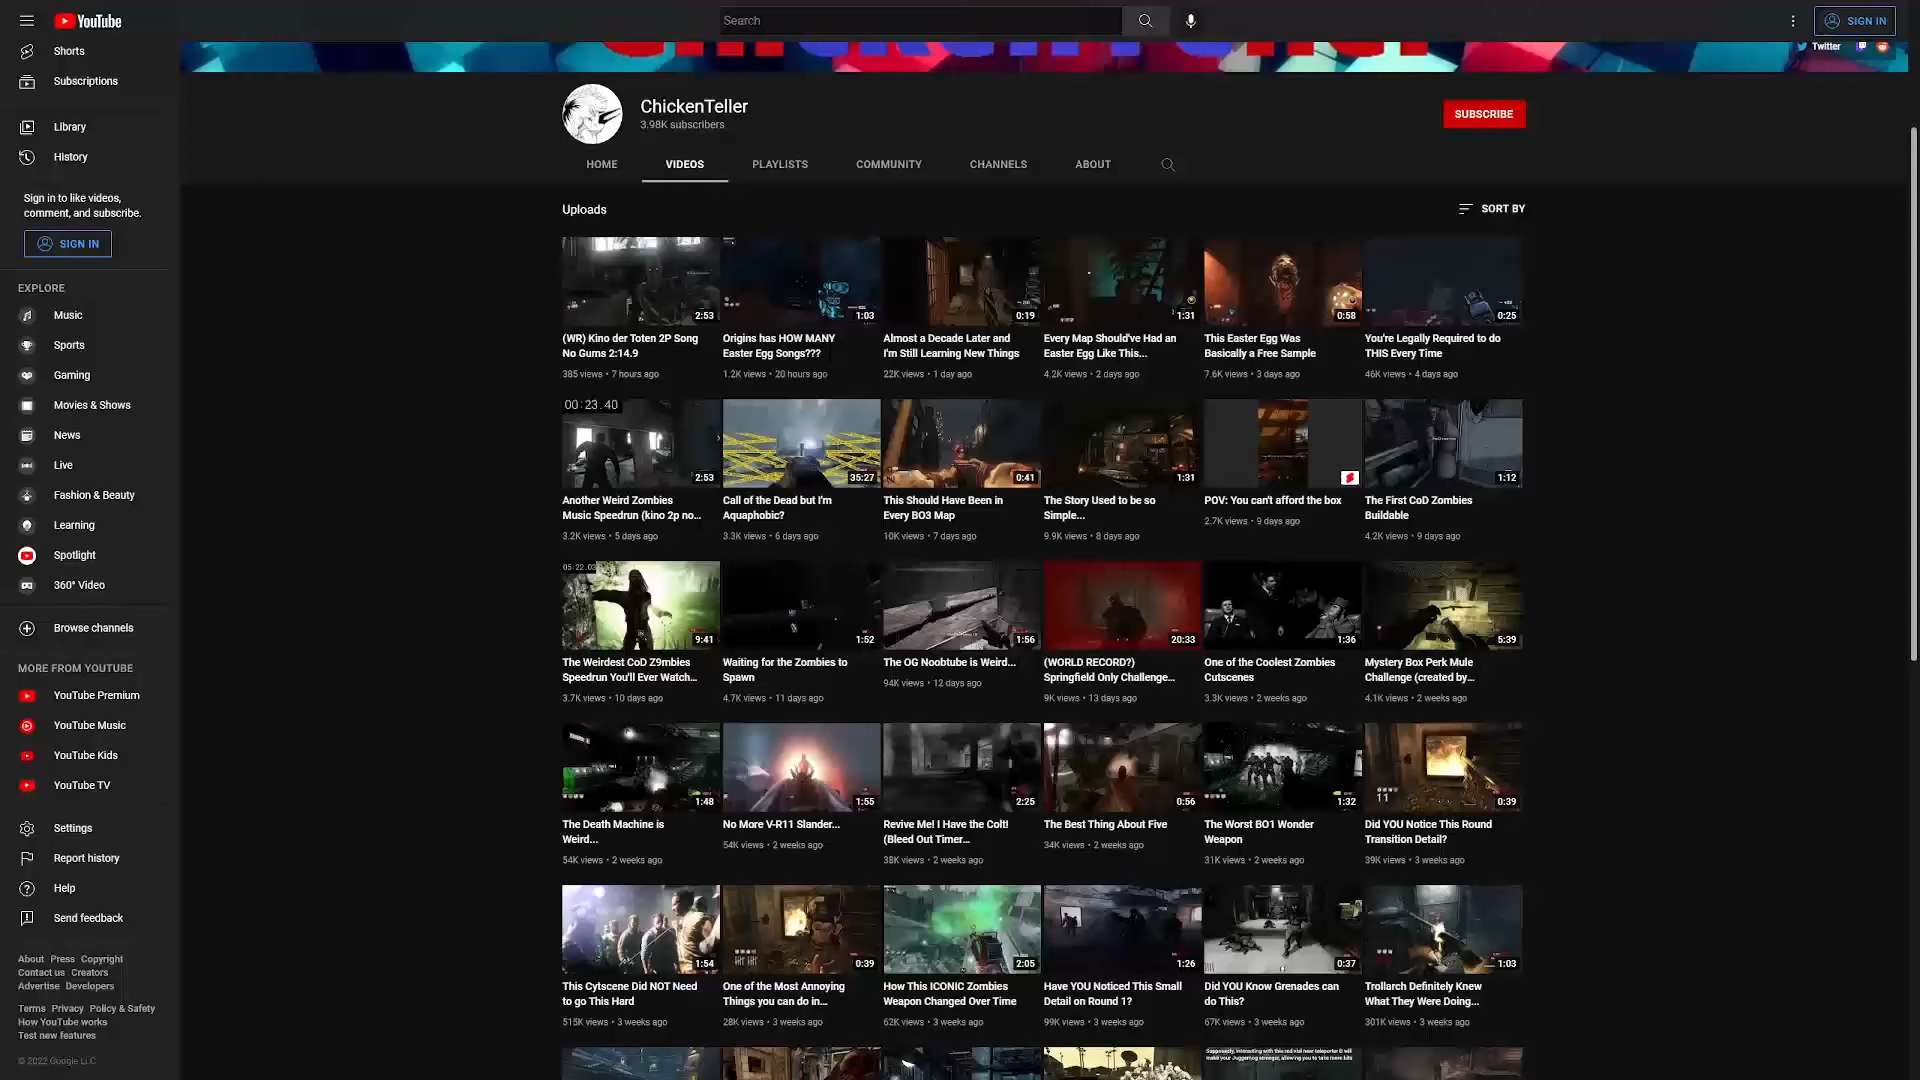 YouTube
Search
SIGN IN
Shorts
Subscriptions
Library
History
Sign in to like videos,
comment, and subscribe.
SIGN IN
EXPLORE
Music
Sports
Gaming
Movies & Shows
News
Live
Fashion & Beauty
Learning
Spotlight
360° Video
Browse channels
MORE FROM YOUTUBE
YouTube Premium
YouTube Music
YouTube Kids
YouTube TV
Settings
Report history
Help
Send feedback
About Press Copyright
Contact us Creators
Advertise Developers
Terms Privacy Policy & Safety
How YouTube works
Test new features
© 2022 Google LLC
Twitter
ChickenTeller
3.98K subscribers
SUBSCRIBE
HOME VIDEOS PLAYLISTS COMMUNITY CHANNELS ABOUT
Uploads
SORT BY
2:53
(WR) Kino der Toten 2P Song
No Gums 2:14.9
385 views • 7 hours ago
1:03
Origins has HOW MANY
Easter Egg Songs???
1.2K views • 20 hours ago
0:19
Almost a Decade Later and
I'm Still Learning New Things
22K views • 1 day ago
1:31
Every Map Should've Had an
Easter Egg Like This...
4.2K views • 2 days ago
0:58
This Easter Egg Was
Basically a Free Sample
7.6K views • 3 days ago
0:25
You're Legally Required to do
THIS Every Time
46K views • 4 days ago
00:23.40
2:53
Another Weird Zombies
Music Speedrun (kino 2p no...
3.2K views • 5 days ago
35:27
Call of the Dead but I'm
Aquaphobic?
3.3K views • 6 days ago
0:41
This Should Have Been in
Every BO3 Map
10K views • 7 days ago
1:31
The Story Used to be so
Simple...
9.9K views • 8 days ago
POV: You can't afford the box
2.7K views • 9 days ago
1:12
The First CoD Zombies
Buildable
4.2K views • 9 days ago
9:41
The Weirdest CoD Z9mbies
Speedrun You'll Ever Watch...
3.7K views • 10 days ago
1:52
Waiting for the Zombies to
Spawn
4.7K views • 11 days ago
1:56
The OG Noobtube is Weird...
94K views • 12 days ago
20:33
(WORLD RECORD?)
Springfield Only Challenge...
9K views • 13 days ago
1:36
One of the Coolest Zombies
Cutscenes
3.3K views • 2 weeks ago
5:39
Mystery Box Perk Mule
Challenge (created by...
4.1K views • 2 weeks ago
1:48
The Death Machine is
Weird...
54K views • 2 weeks ago
1:55
No More V-R11 Slander...
54K views • 2 weeks ago
2:25
Revive Me! I Have the Colt!
(Bleed Out Timer...
38K views • 2 weeks ago
0:56
The Best Thing About Five
34K views • 2 weeks ago
1:32
The Worst BO1 Wonder
Weapon
31K views • 2 weeks ago
11
0:39
Did YOU Notice This Round
Transition Detail?
39K views • 3 weeks ago
1:54
This Cytscene Did NOT Need
to go This Hard
515K views • 3 weeks ago
0:39
One of the Most Annoying
Things you can do in...
28K views • 3 weeks ago
2:05
How This ICONIC Zombies
Weapon Changed Over Time
62K views • 3 weeks ago
1:26
Have YOU Noticed This Small
Detail on Round 1?
99K views • 3 weeks ago
0:37
Did YOU Know Grenades can
do This?
67K views • 3 weeks ago
1:03
Trollarch Definitely Knew
What They Were Doing...
301K views • 3 weeks ago
Supposedly, interacting with this red vial near teleporter B will
make your Juggernog stronger, allowing you to take more hits